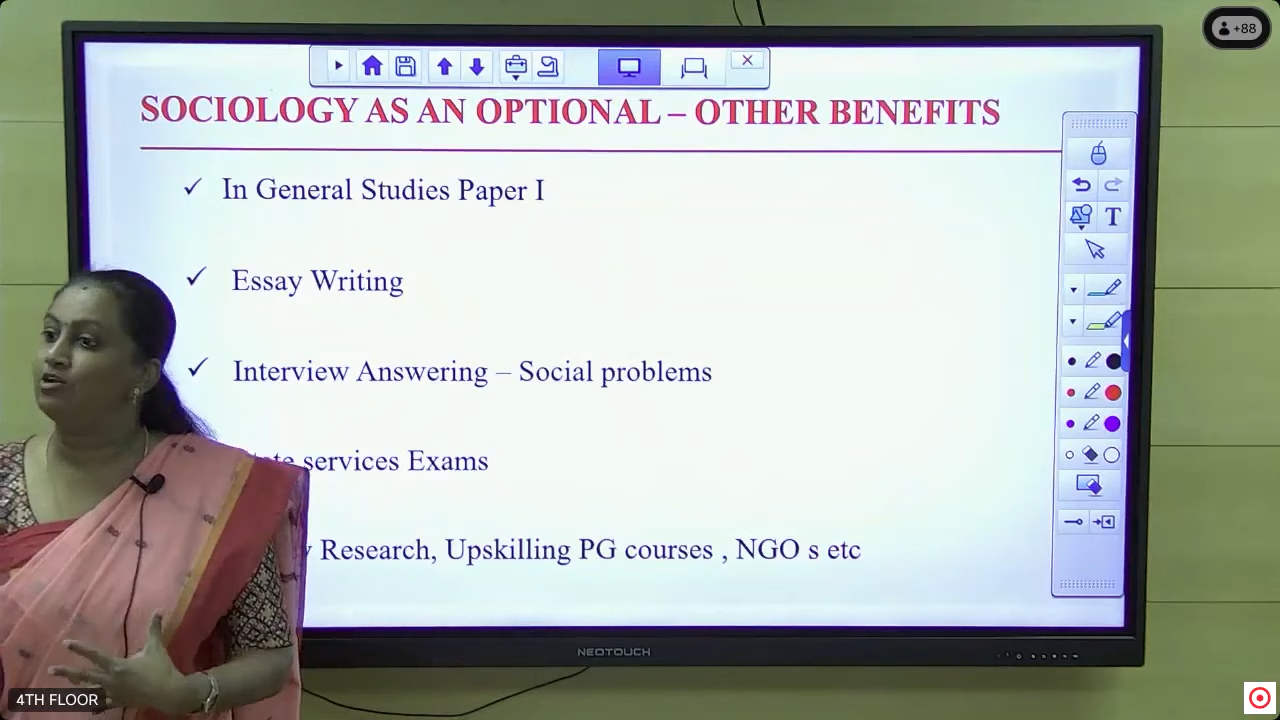 +88
SOCIOLOGY AS AN OPTIONAL – OTHER BENEFITS
In General Studies Paper I
T
Essay Writing
Interview Answering – Social problems
services Exams
Research, Upskilling PG courses , NGO s etc
NEOTOUCH
4TH FLOOR